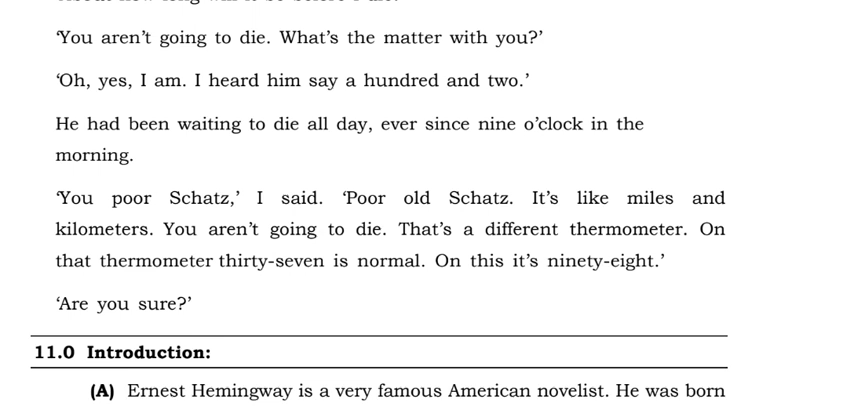 ‘You aren’t going to die. What’s the matter with you?’
‘Oh, yes, I am. I heard him say a hundred and two.’
He had been waiting to die all day, ever since nine o’clock in the
morning.
‘You poor Schatz,’ I said. ‘Poor old Schatz. It’s like miles and
kilometers. You aren’t going to die. That’s a different thermometer. On
that thermometer thirty-seven is normal. On this it’s ninety-eight.’
‘Are you sure?’
11.0 Introduction:
(A) Ernest Hemingway is a very famous American novelist. He was born